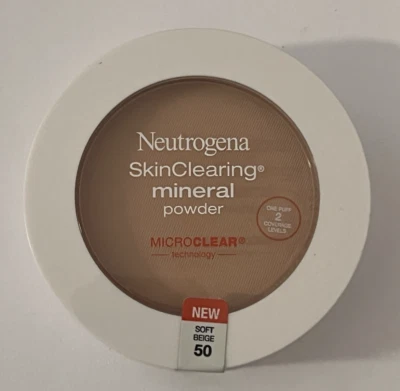 Neutrogena
SkinClearing®
mineral
powder
ONE PUFF
2
COVERAGE
LEVELS
MICROCLEAR®
technology
NEW
SOFT
BEIGE
50